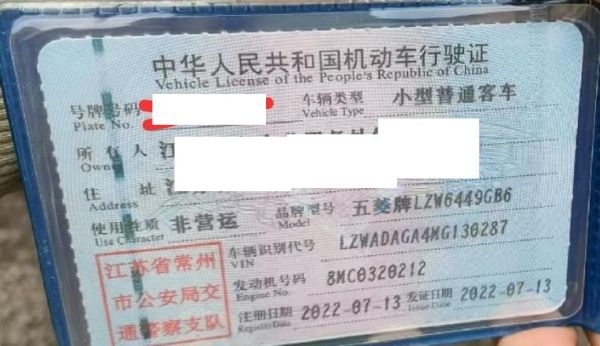 中华人民共和国机动车行驶证
Vehicle License of the People's Republic of China
号牌号码 车辆类型 小型普通客车
Plate No. Vehicle Type
所有人 江
Owner
住 址
Address
使用性质 非营运 品牌型号 五菱牌LZW6449GB6
Use Character Model
车辆识别代号 LZWADAGA4MG130287
VIN
发动机号码 8MC0320212
Engine No.
注册日期 2022-07-13 发证日期 2022-07-13
Register Date Issue Date
江苏省常州
市公安局交
通警察支队